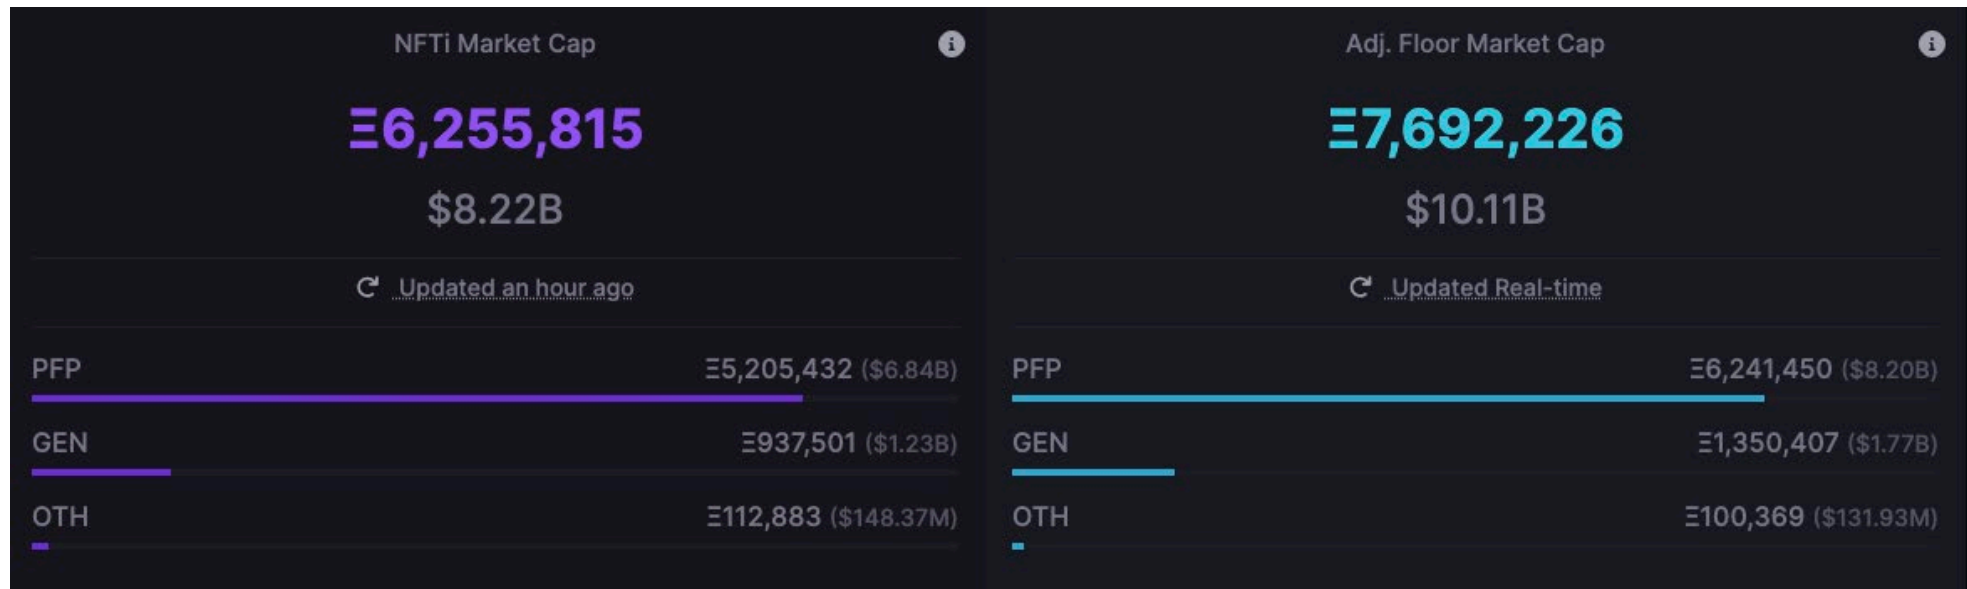 NFTi Market Cap
Ξ6,255,815
$8.22B
Updated an hour ago
PFP Ξ5,205,432 ($6.84B)
GEN Ξ937,501 ($1.23B)
OTH Ξ112,883 ($148.37M)
Adj. Floor Market Cap
Ξ7,692,226
$10.11B
Updated Real-time
PFP Ξ6,241,450 ($8.20B)
GEN Ξ1,350,407 ($1.77B)
OTH Ξ100,369 ($131.93M)